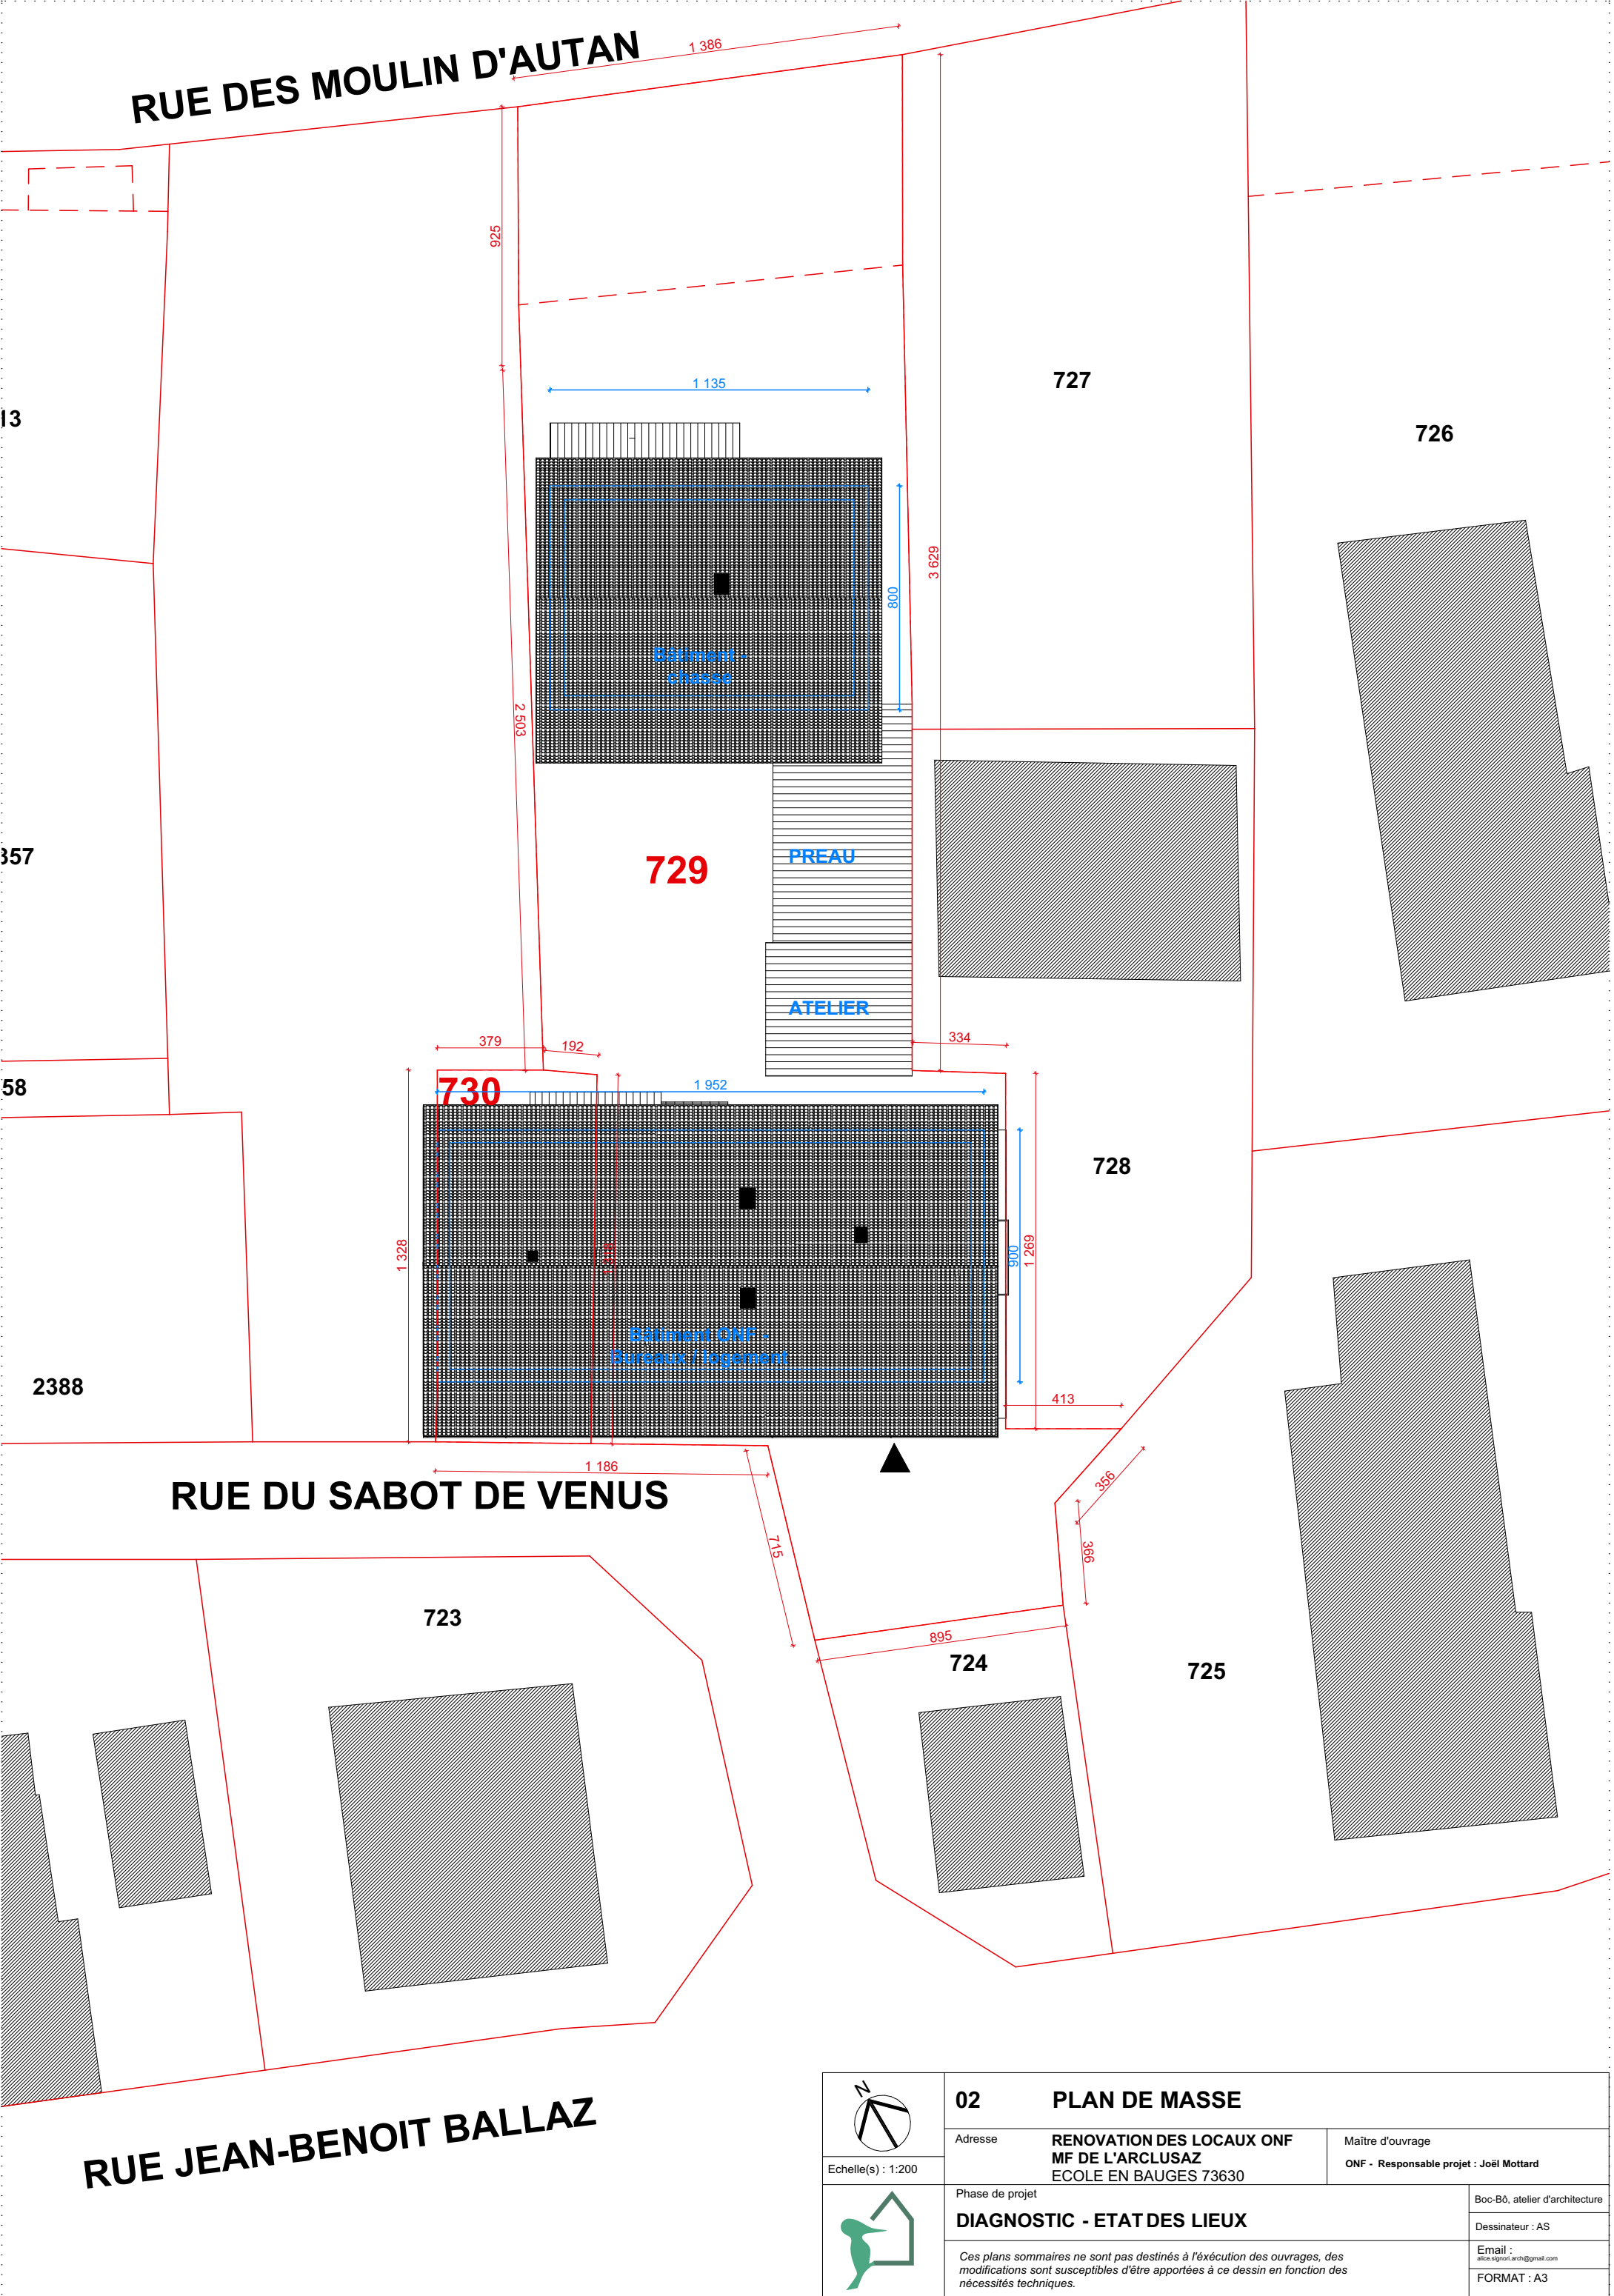 RUE DES MOULIN D'AUTAN
1 386
925
1 135
727
13
726
3 629
800
Bâtiment -
chasse
2 503
729
PREAU
357
ATELIER
379
192
334
730
58
1 952
728
1 328
900
1 269
Bâtiment ONF -
Bureaux / logement
2388
413
1 186
RUE DU SABOT DE VENUS
356
715
366
723
895
724
725
RUE JEAN-BENOIT BALLAZ
N
Echelle(s) : 1:200
02 PLAN DE MASSE
Adresse
RENOVATION DES LOCAUX ONF
MF DE L'ARCLUSAZ
ECOLE EN BAUGES 73630
Maître d'ouvrage
ONF - Responsable projet : Joël Mottard
Phase de projet
DIAGNOSTIC - ETAT DES LIEUX
Ces plans sommaires ne sont pas destinés à l'éxécution des ouvrages, des
modifications sont susceptibles d'être apportées à ce dessin en fonction des
nécessités techniques.
Boc-Bô, atelier d'architecture
Dessinateur : AS
Email :
alice.signori.arch@gmail.com
FORMAT : A3